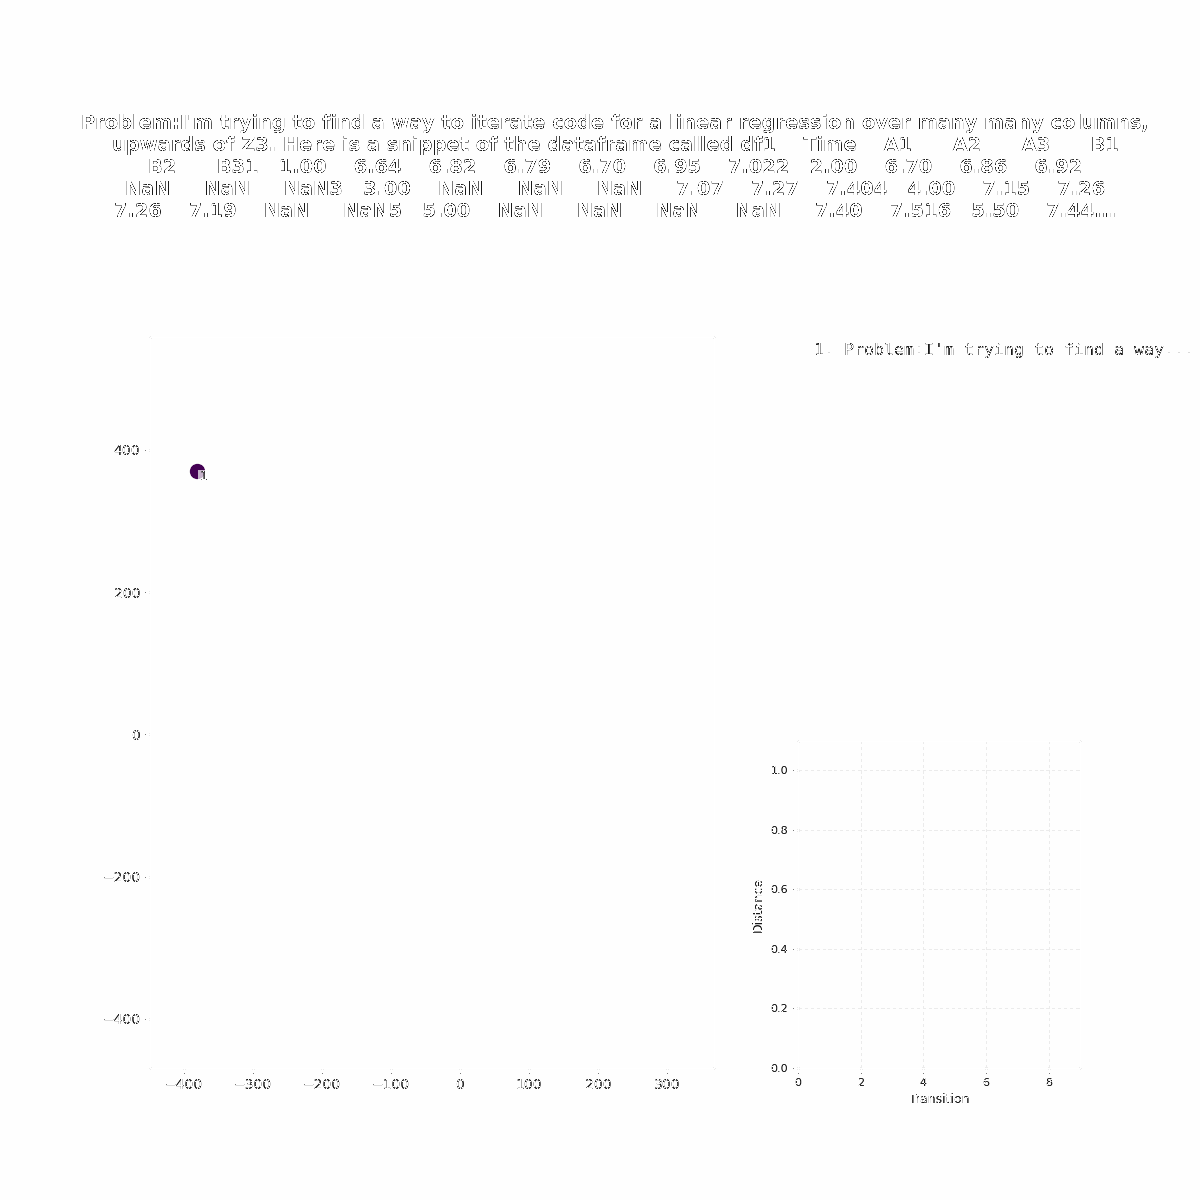 Problem:I'm trying to find a way to iterate code for a linear regression over many many columns,
upwards of Z3. Here is a snippet of the dataframe called df1    Time    A1      A2      A3      B1
B2      B31   1.00    6.64    6.82    6.79    6.70    6.95    7.022   2.00    6.70    6.86    6.92
NaN     NaN     NaN3   3.00    NaN     NaN     NaN     7.07    7.27    7.404   4.00    7.15    7.26
7.26    7.19    NaN     NaN5   5.00    NaN     NaN     NaN     NaN     7.40    7.516   5.50    7.44...
1. Problem:I'm trying to find a way...
400
1
200
0
−200
−400
−400 −300 −200 −100 0 100 200 300
1.0
0.8
0.6
0.4
0.2
0.0
Distance
0 2 4 6 8
Transition